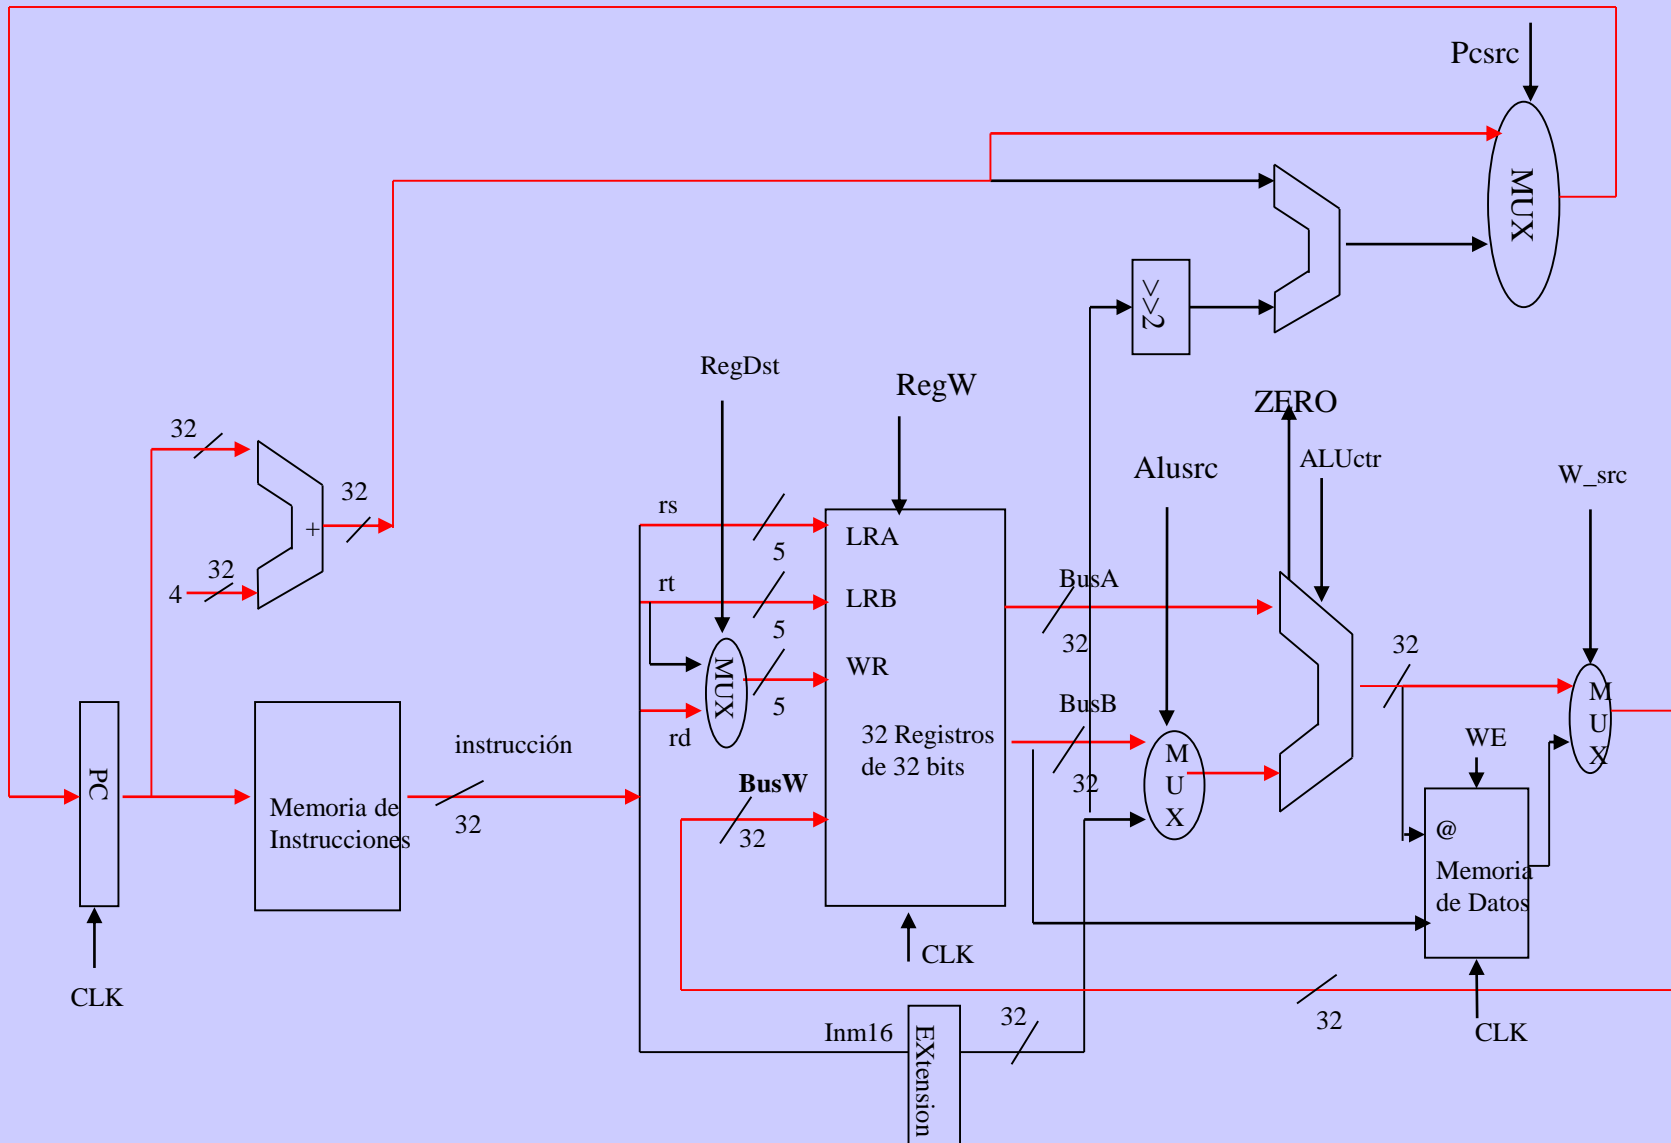 Pcsrc
MUX
>>2
RegDst
RegW
ZERO
32
Alusrc
ALUctr
W_src
32
+
rs
5
LRA
4
32
rt
5
LRB
BusA
32
MUX
WR
5
32
rd
BusB
32
M
U
X
PC
instrucción
32
32 Registros
de 32 bits
M
U
X
WE
BusW
32
Memoria de
Instrucciones
@
Memoria
de Datos
CLK
CLK
32
CLK
Inm16
EXtension
32